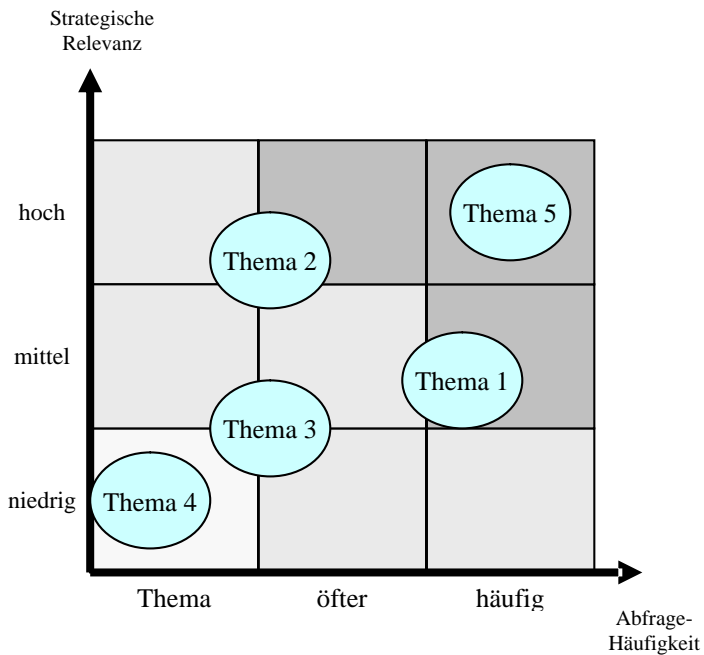 Strategische
Relevanz
hoch
Thema 5
Thema 2
mittel
Thema 1
Thema 3
niedrig
Thema 4
Thema
öfter
häufig
Abfrage-
Häufigkeit